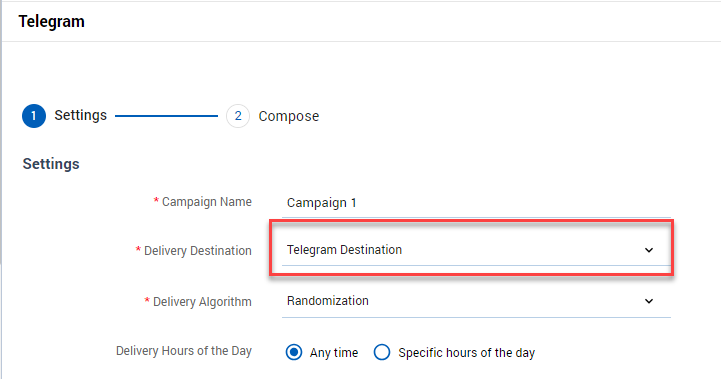 Telegram
1 Settings 2 Compose
Settings
* Campaign Name Campaign 1
* Delivery Destination Telegram Destination
* Delivery Algorithm Randomization
Delivery Hours of the Day Any time Specific hours of the day